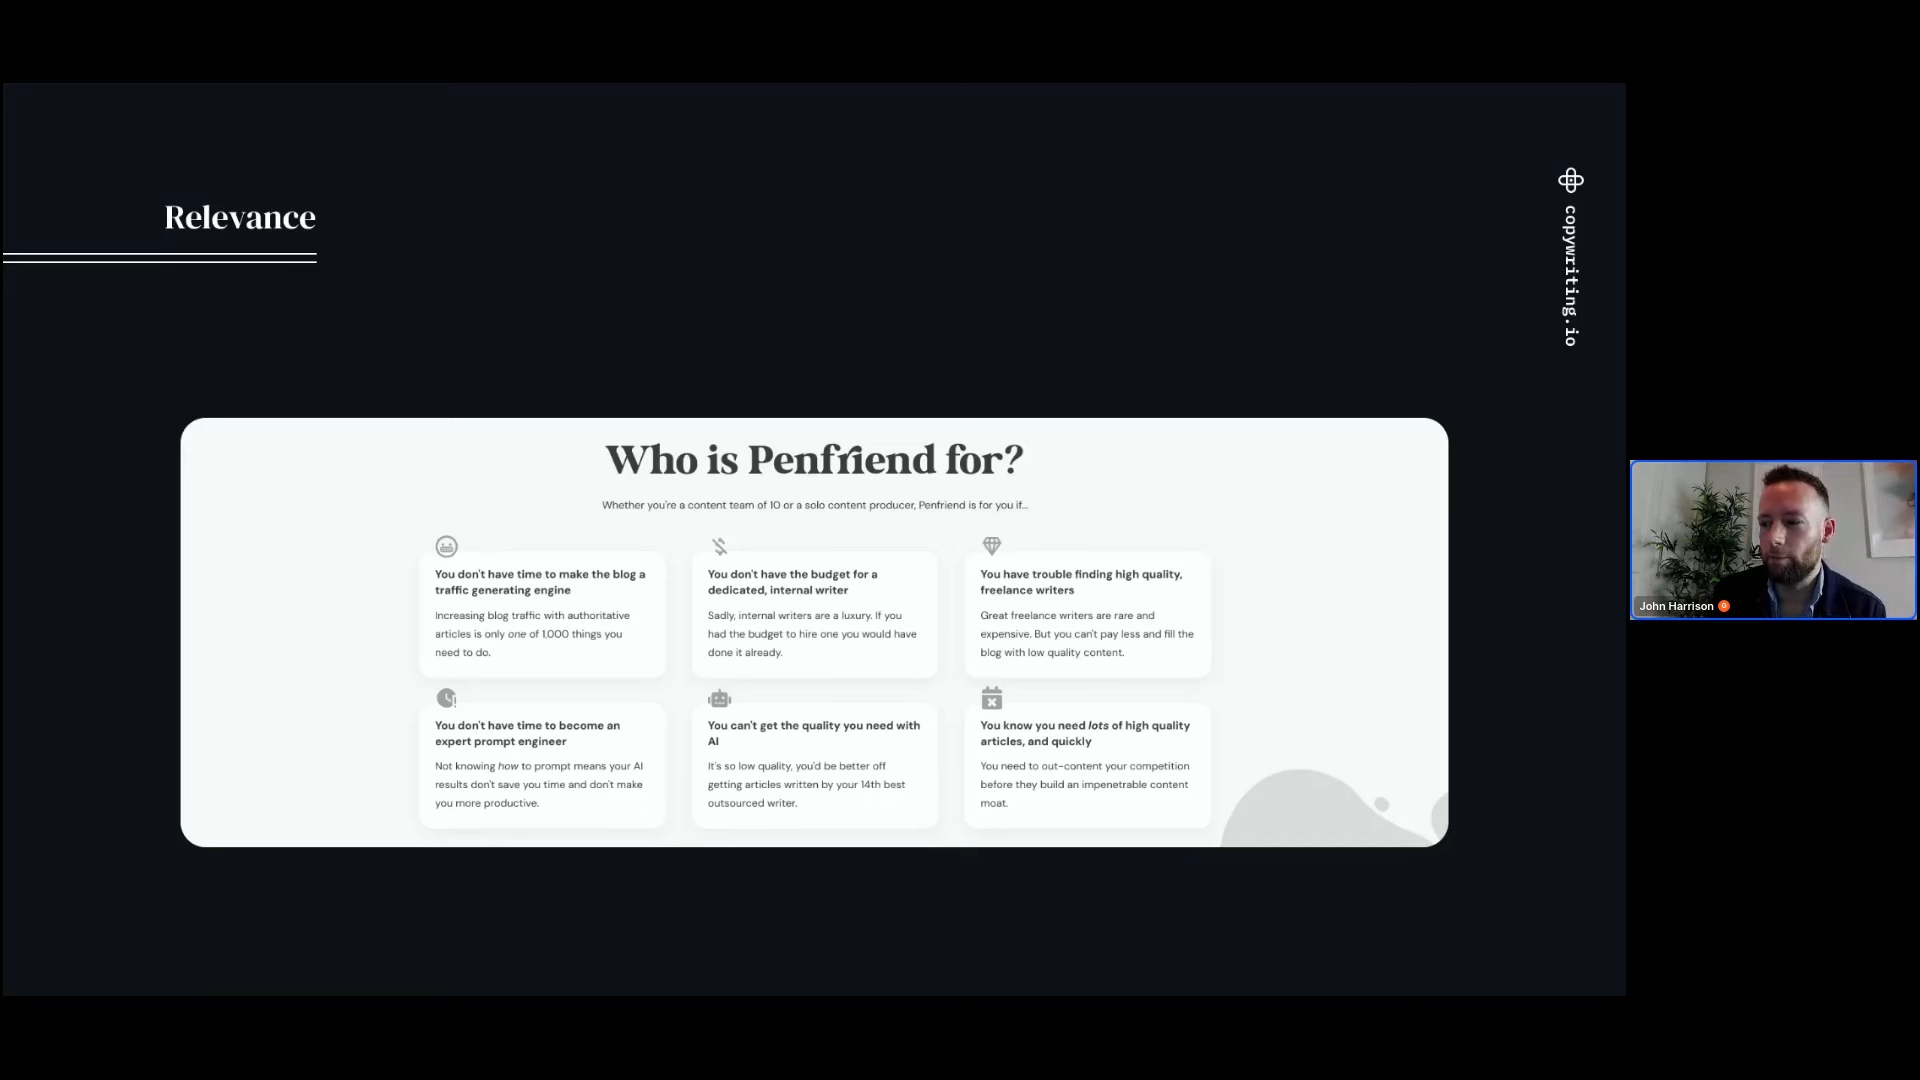 Relevance
copywriting.io
Who is Penfriend for?
Whether you're a content team of 10 or a solo content producer, Penfriend is for you if...
You don't have time to make the blog a
traffic generating engine
Increasing blog traffic with authoritative
articles is only one of 1,000 things you
need to do.
You don't have the budget for a
dedicated, internal writer
Sadly, internal writers are a luxury. If you
had the budget to hire one you would have
done it already.
You have trouble finding high quality,
freelance writers
Great freelance writers are rare and
expensive. But you can't pay less and fill the
blog with low quality content.
You don't have time to become an
expert prompt engineer
Not knowing how to prompt means your AI
results don't save you time and don't make
you more productive.
You can't get the quality you need with
AI
It's so low quality, you'd be better off
getting articles written by your 14th best
outsourced writer.
You know you need lots of high quality
articles, and quickly
You need to out-content your competition
before they build an impenetrable content
moat.
John Harrison